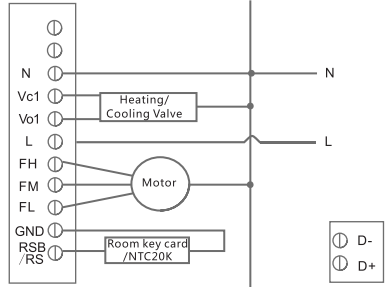 N
N
Vc1
Heating/
Cooling Valve
Vo1
L
L
FH
FM
Motor
FL
GND
RSB
/RS
Room key card
/NTC20K
D-
D+